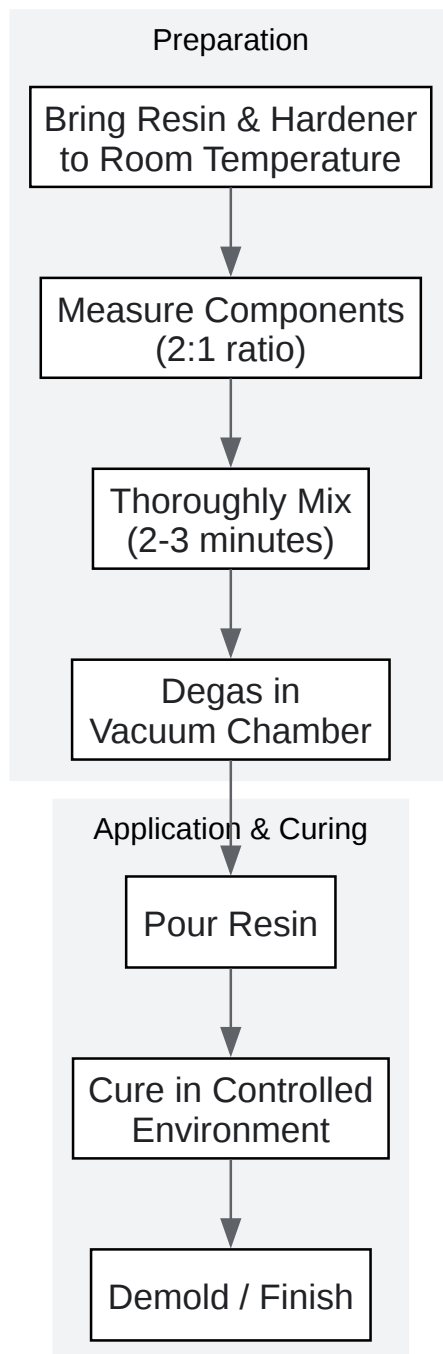 Preparation
Bring Resin & Hardener
to Room Temperature
Measure Components
(2:1 ratio)
Thoroughly Mix
(2-3 minutes)
Degas in
Vacuum Chamber
Application & Curing
Pour Resin
Cure in Controlled
Environment
Demold / Finish